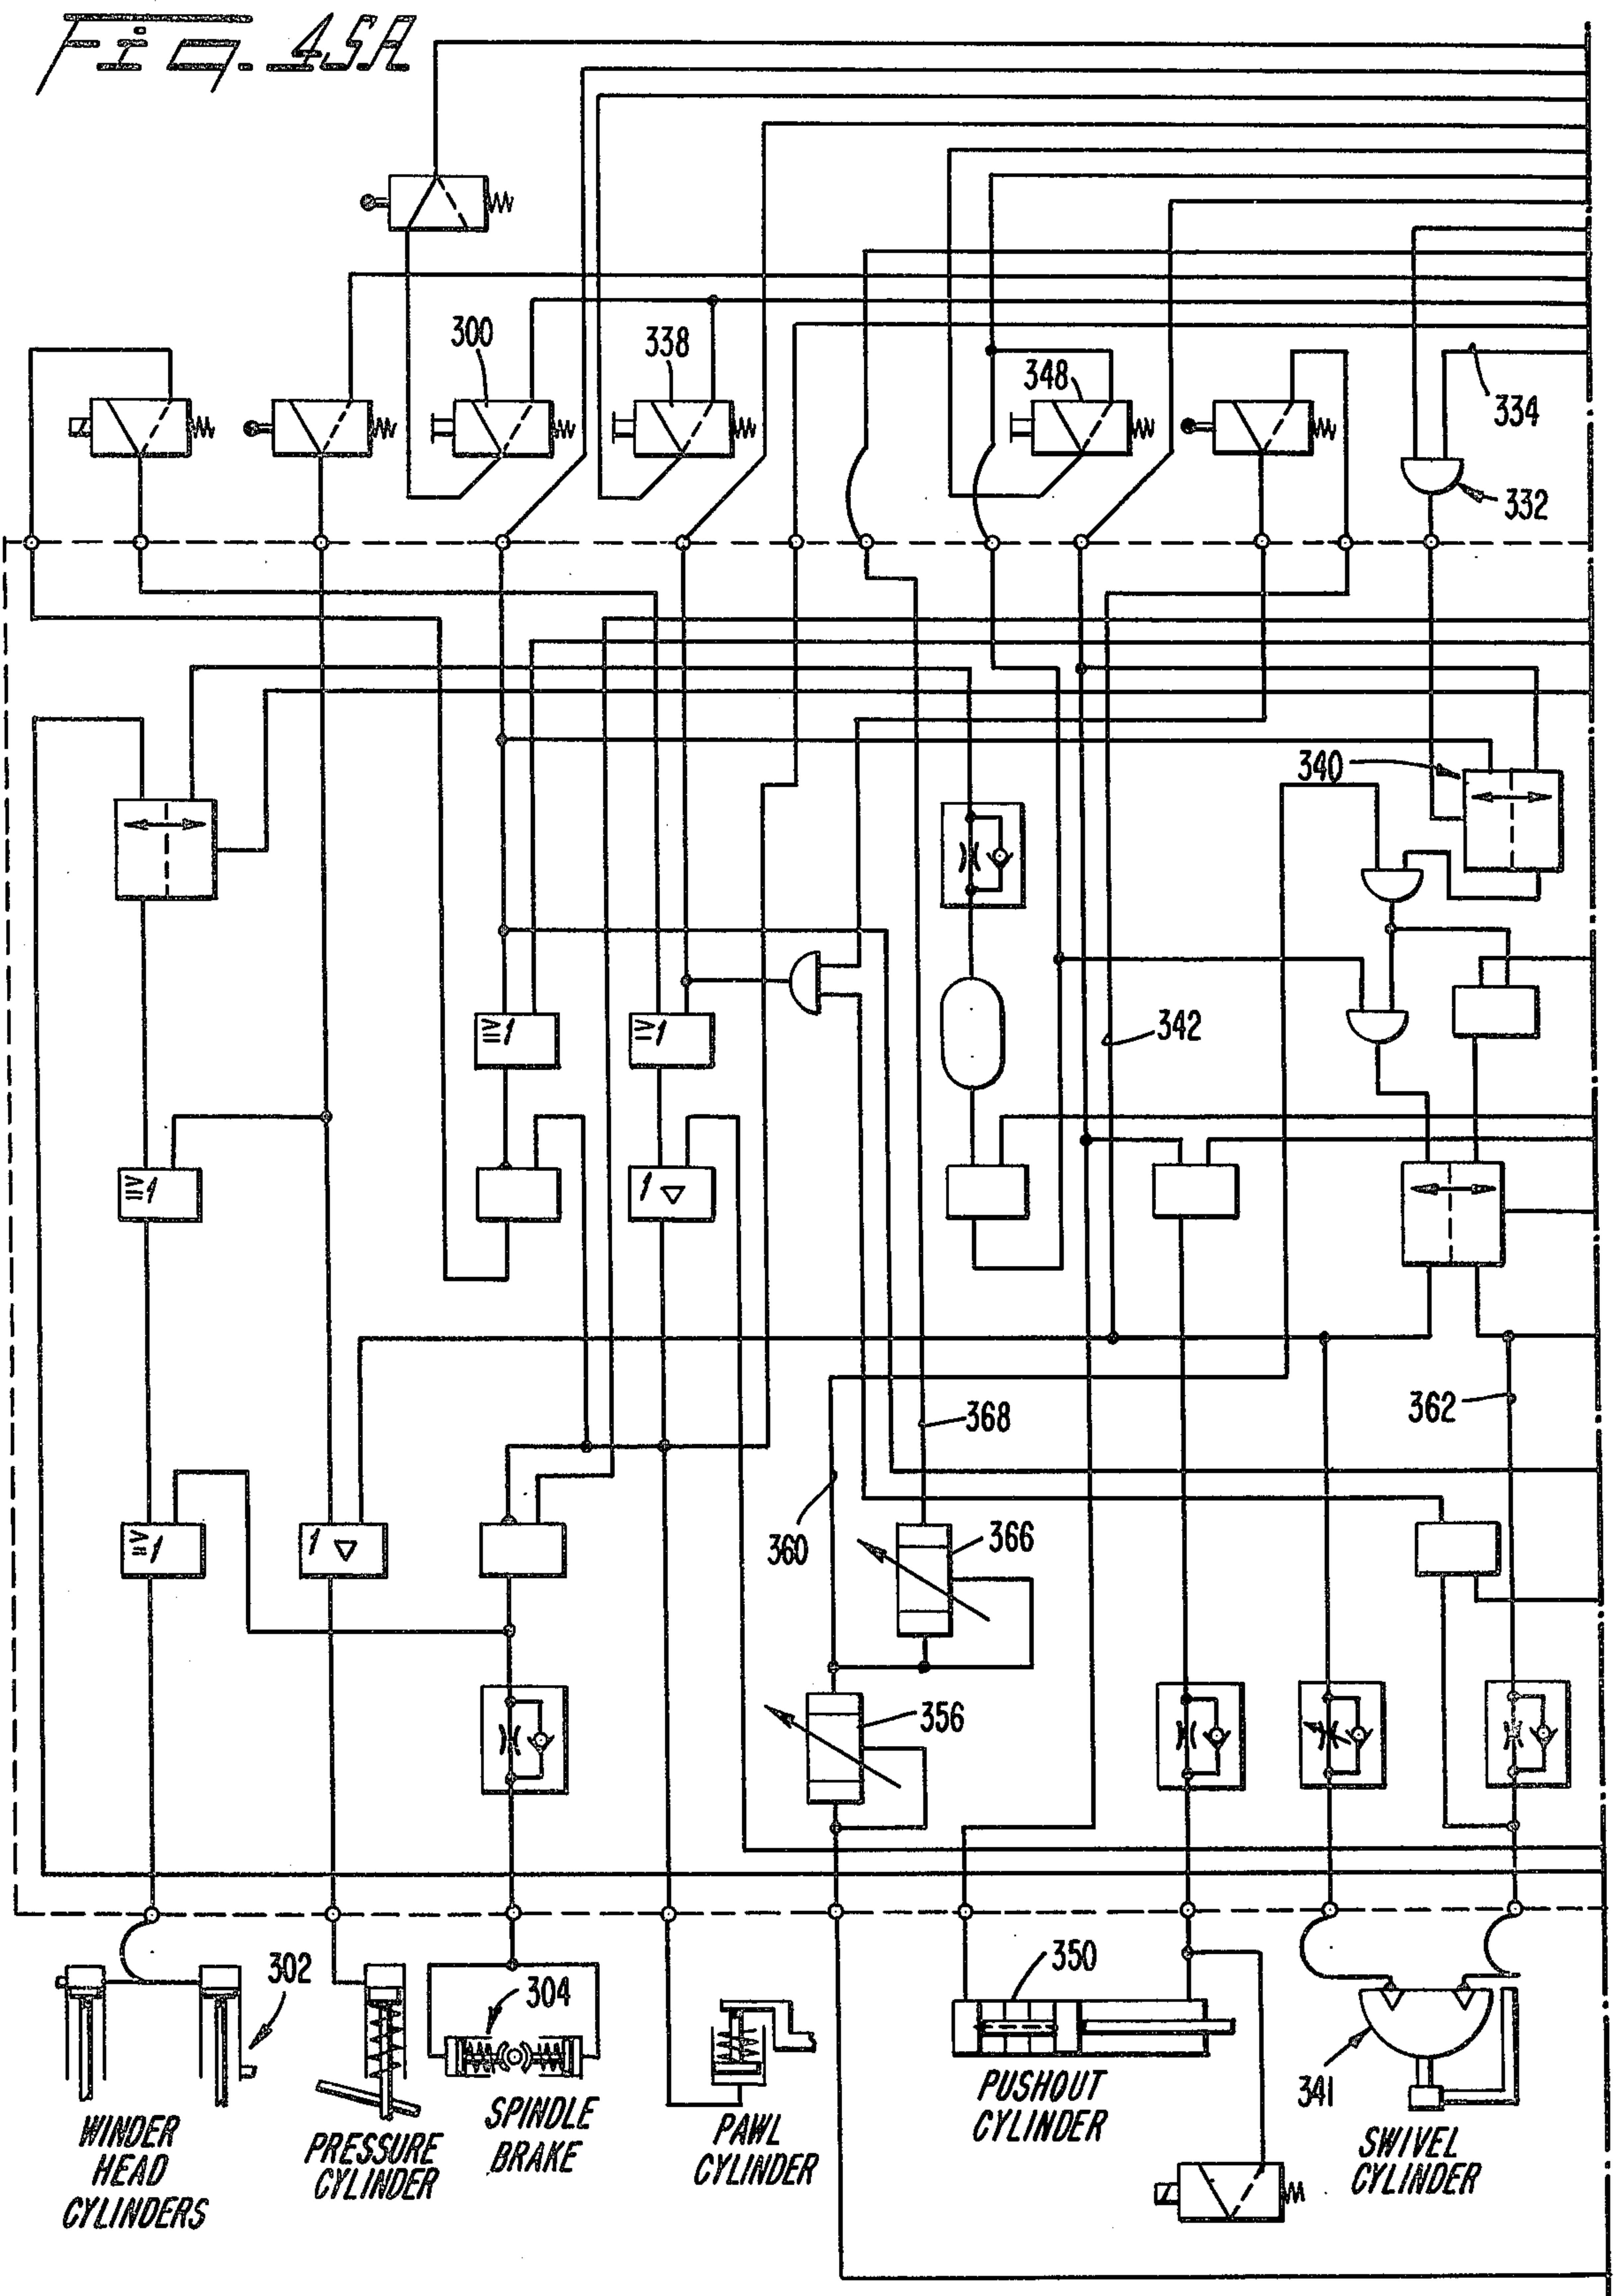 Fig. 45A
300
338
348
334
332
340
≥1
≥1
342
≥1
1 ▽
368
362
≥1
1 ▽
360
366
356
302
304
350
341
WINDER
HEAD
CYLINDERS
PRESSURE
CYLINDER
SPINDLE
BRAKE
PAWL
CYLINDER
PUSHOUT
CYLINDER
SWIVEL
CYLINDER